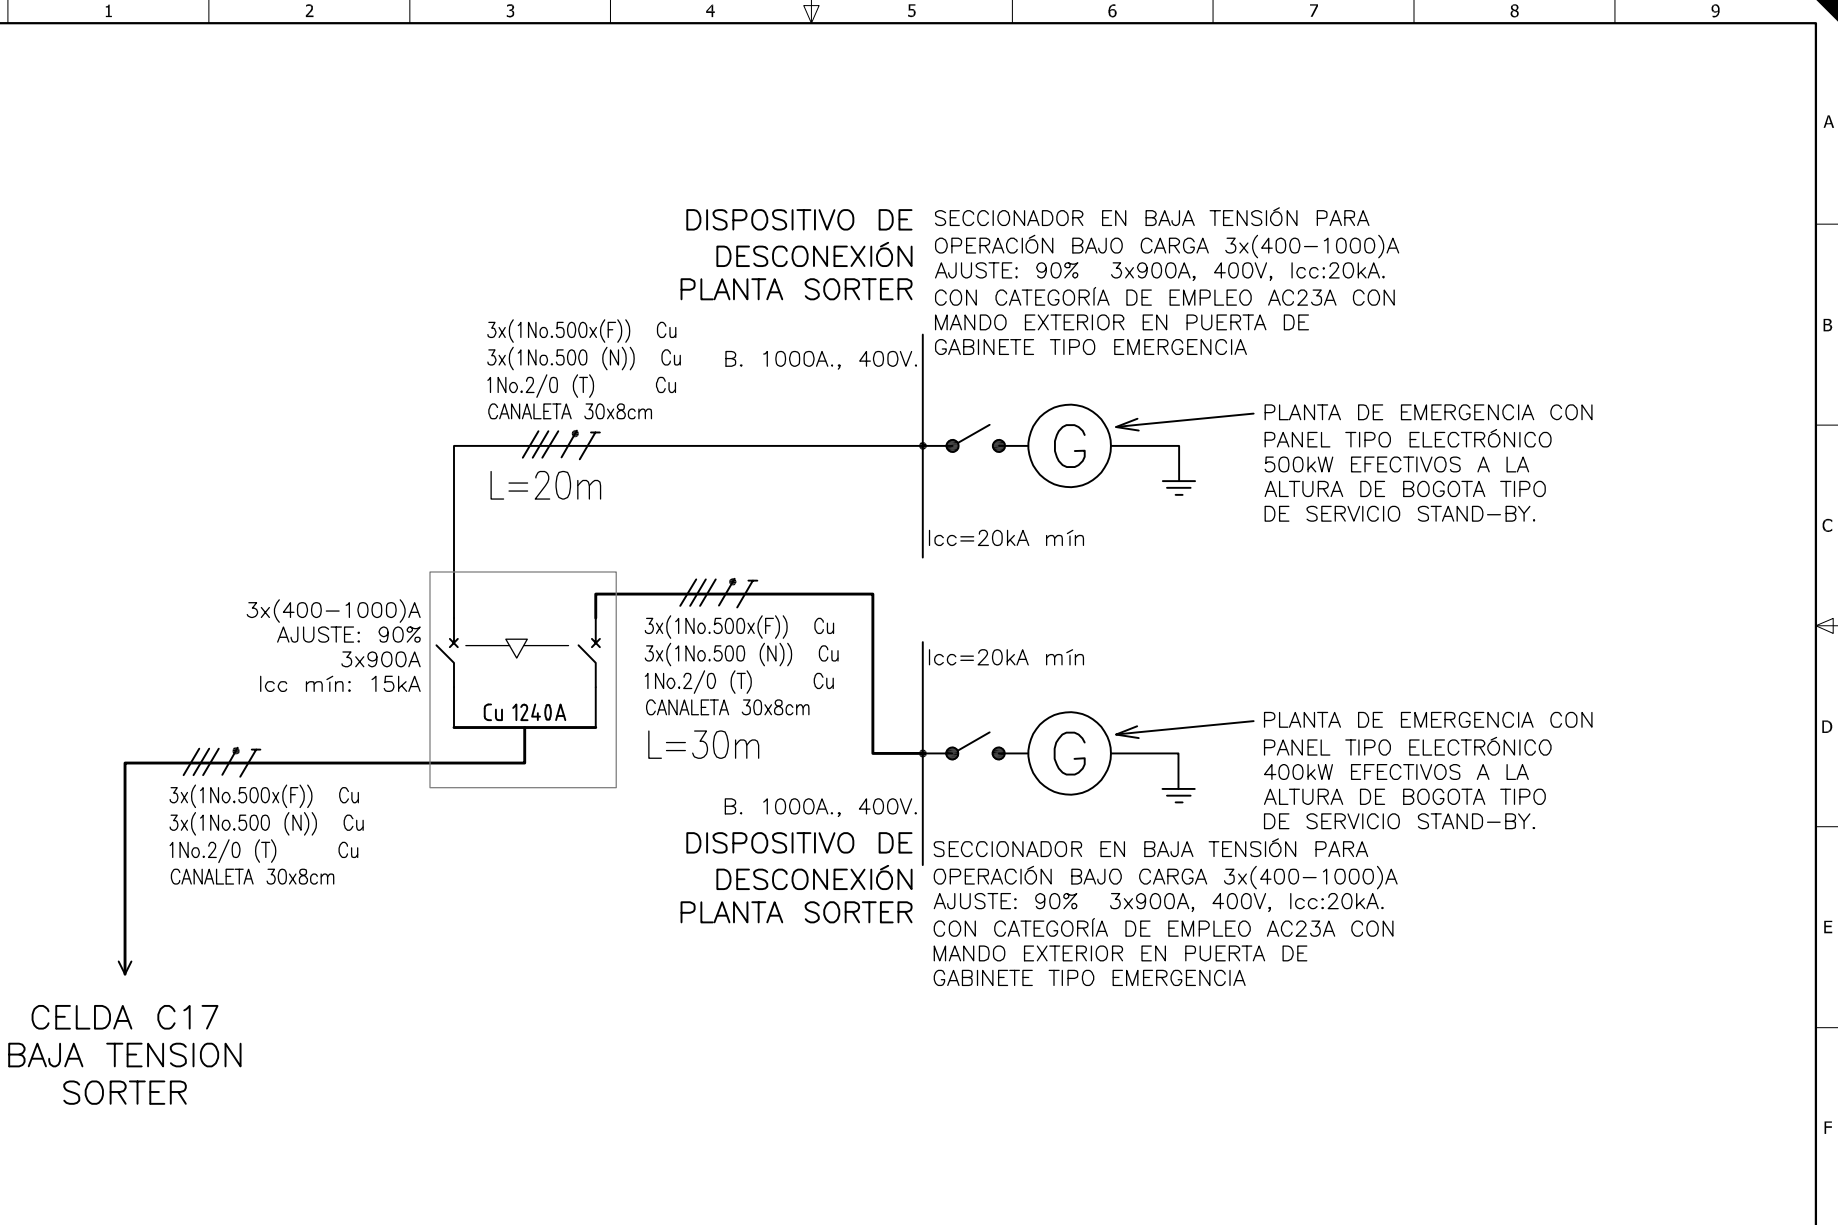 1 2 3 4 5 6 7 8 9
A
B
C
D
E
F
DISPOSITIVO DE
DESCONEXIÓN
PLANTA SORTER
SECCIONADOR EN BAJA TENSIÓN PARA
OPERACIÓN BAJO CARGA 3x(400-1000)A
AJUSTE: 90% 3x900A, 400V, Icc:20kA.
CON CATEGORÍA DE EMPLEO AC23A CON
MANDO EXTERIOR EN PUERTA DE
GABINETE TIPO EMERGENCIA
3x(1No.500x(F)) Cu
3x(1No.500 (N)) Cu
1No.2/0 (T) Cu
CANALETA 30x8cm
L=20m
B. 1000A., 400V.
G
PLANTA DE EMERGENCIA CON
PANEL TIPO ELECTRÓNICO
500kW EFECTIVOS A LA
ALTURA DE BOGOTA TIPO
DE SERVICIO STAND-BY.
Icc=20kA mín
3x(400-1000)A
AJUSTE: 90%
3x900A
Icc mín: 15kA
Cu 1240A
3x(1No.500x(F)) Cu
3x(1No.500 (N)) Cu
1No.2/0 (T) Cu
CANALETA 30x8cm
L=30m
Icc=20kA mín
G
PLANTA DE EMERGENCIA CON
PANEL TIPO ELECTRÓNICO
400kW EFECTIVOS A LA
ALTURA DE BOGOTA TIPO
DE SERVICIO STAND-BY.
B. 1000A., 400V.
DISPOSITIVO DE
DESCONEXIÓN
PLANTA SORTER
SECCIONADOR EN BAJA TENSIÓN PARA
OPERACIÓN BAJO CARGA 3x(400-1000)A
AJUSTE: 90% 3x900A, 400V, Icc:20kA.
CON CATEGORÍA DE EMPLEO AC23A CON
MANDO EXTERIOR EN PUERTA DE
GABINETE TIPO EMERGENCIA
3x(1No.500x(F)) Cu
3x(1No.500 (N)) Cu
1No.2/0 (T) Cu
CANALETA 30x8cm
CELDA C17
BAJA TENSION
SORTER